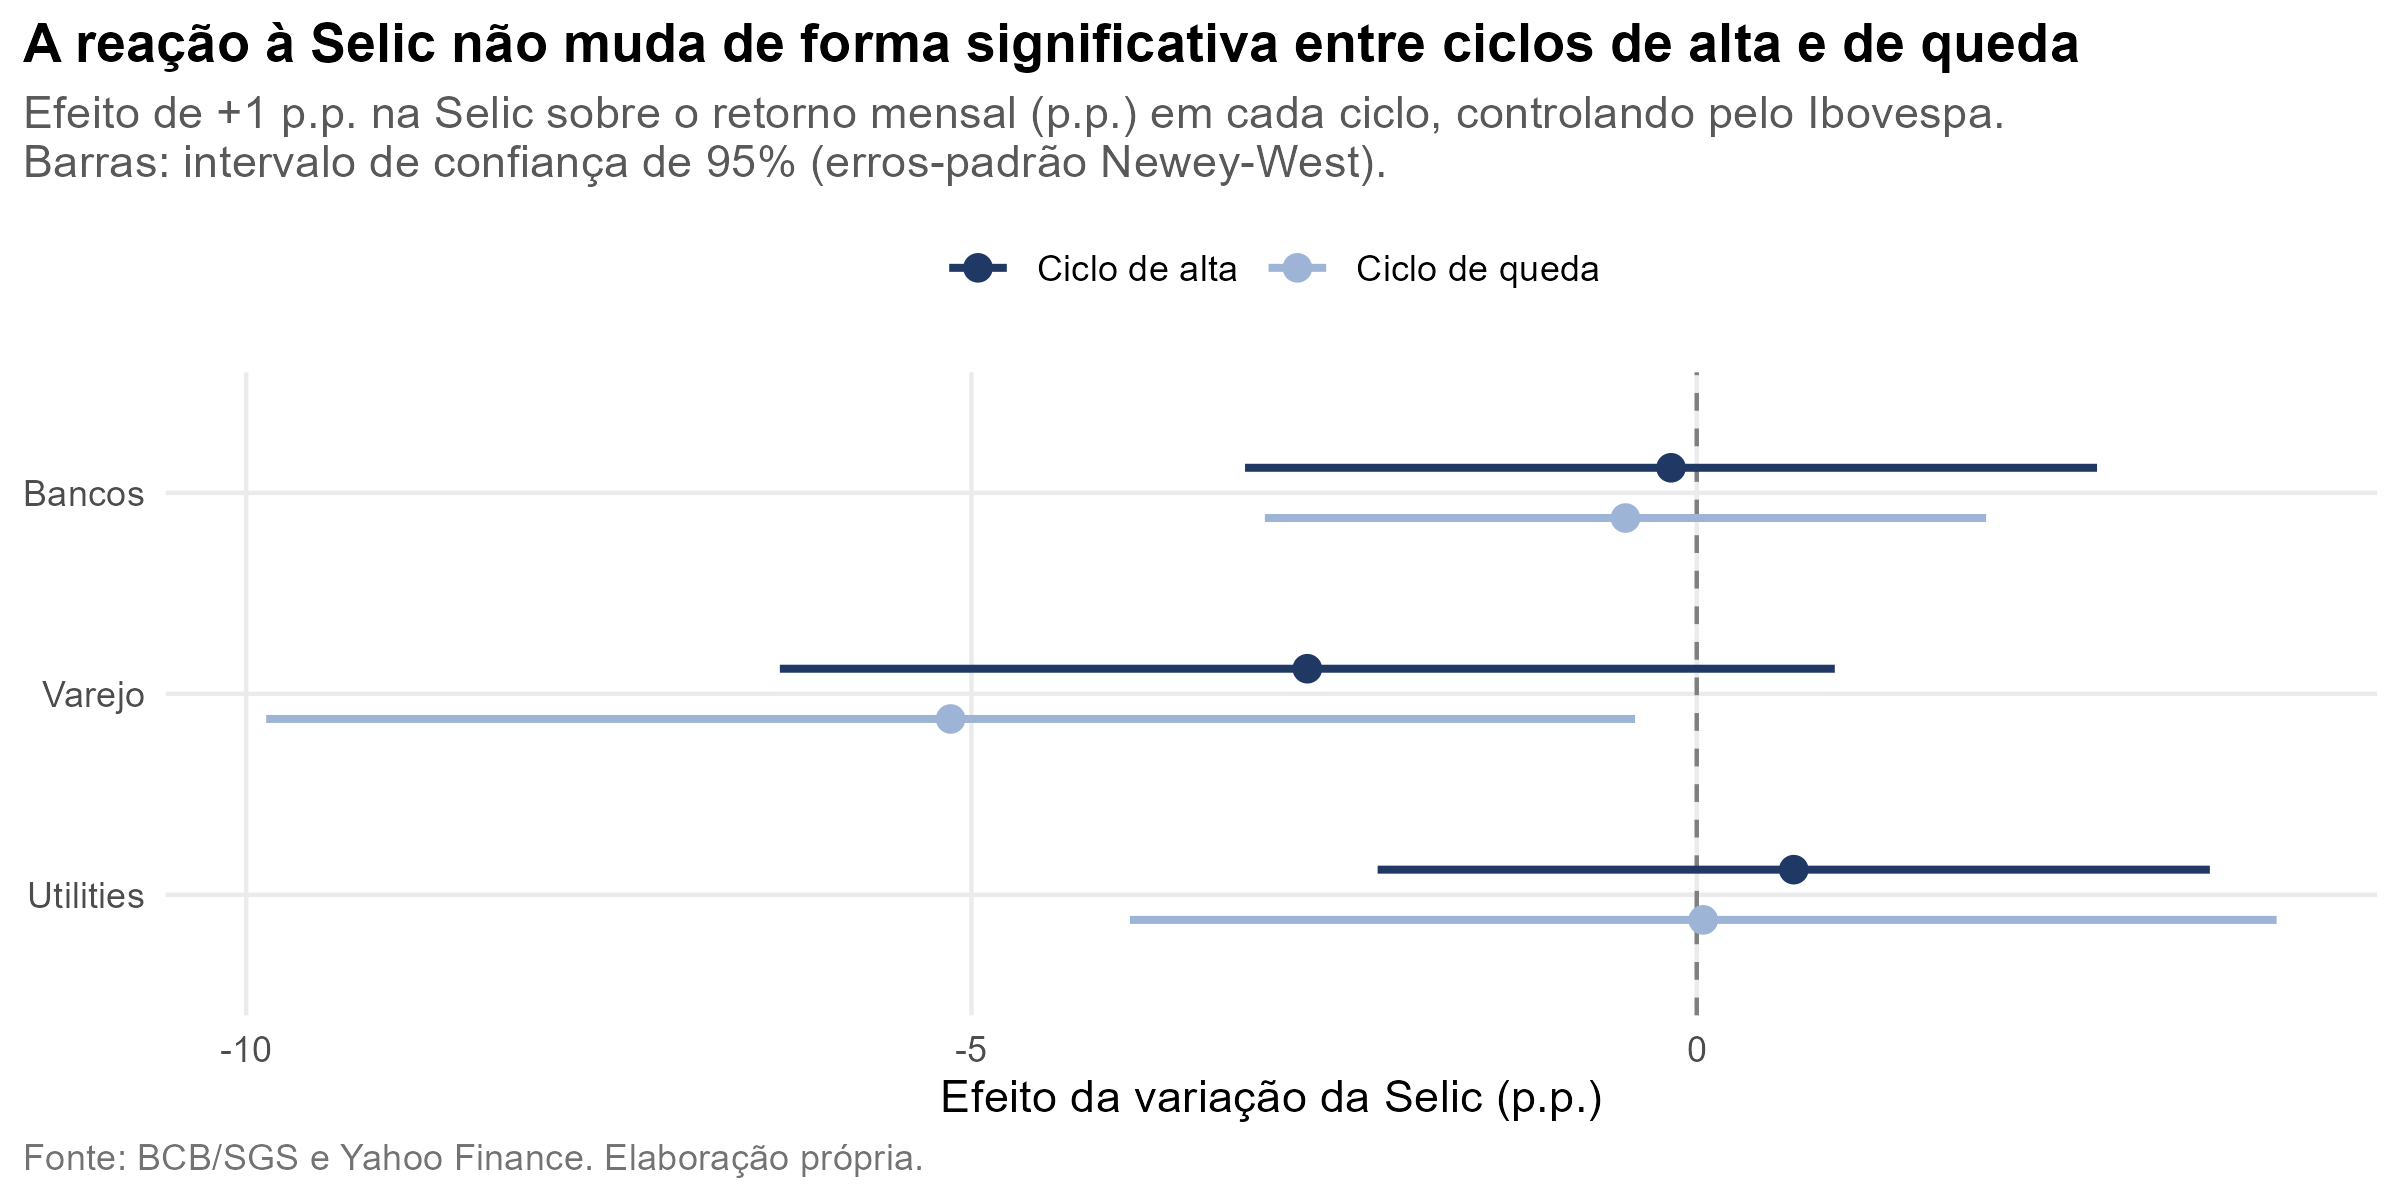 A reação à Selic não muda de forma significativa entre ciclos de alta e de queda
Efeito de +1 p.p. na Selic sobre o retorno mensal (p.p.) em cada ciclo, controlando pelo Ibovespa.
Barras: intervalo de confiança de 95% (erros-padrão Newey-West).
Ciclo de alta
Ciclo de queda
Bancos
Varejo
Utilities
-10
-5
0
Efeito da variação da Selic (p.p.)
Fonte: BCB/SGS e Yahoo Finance. Elaboração própria.